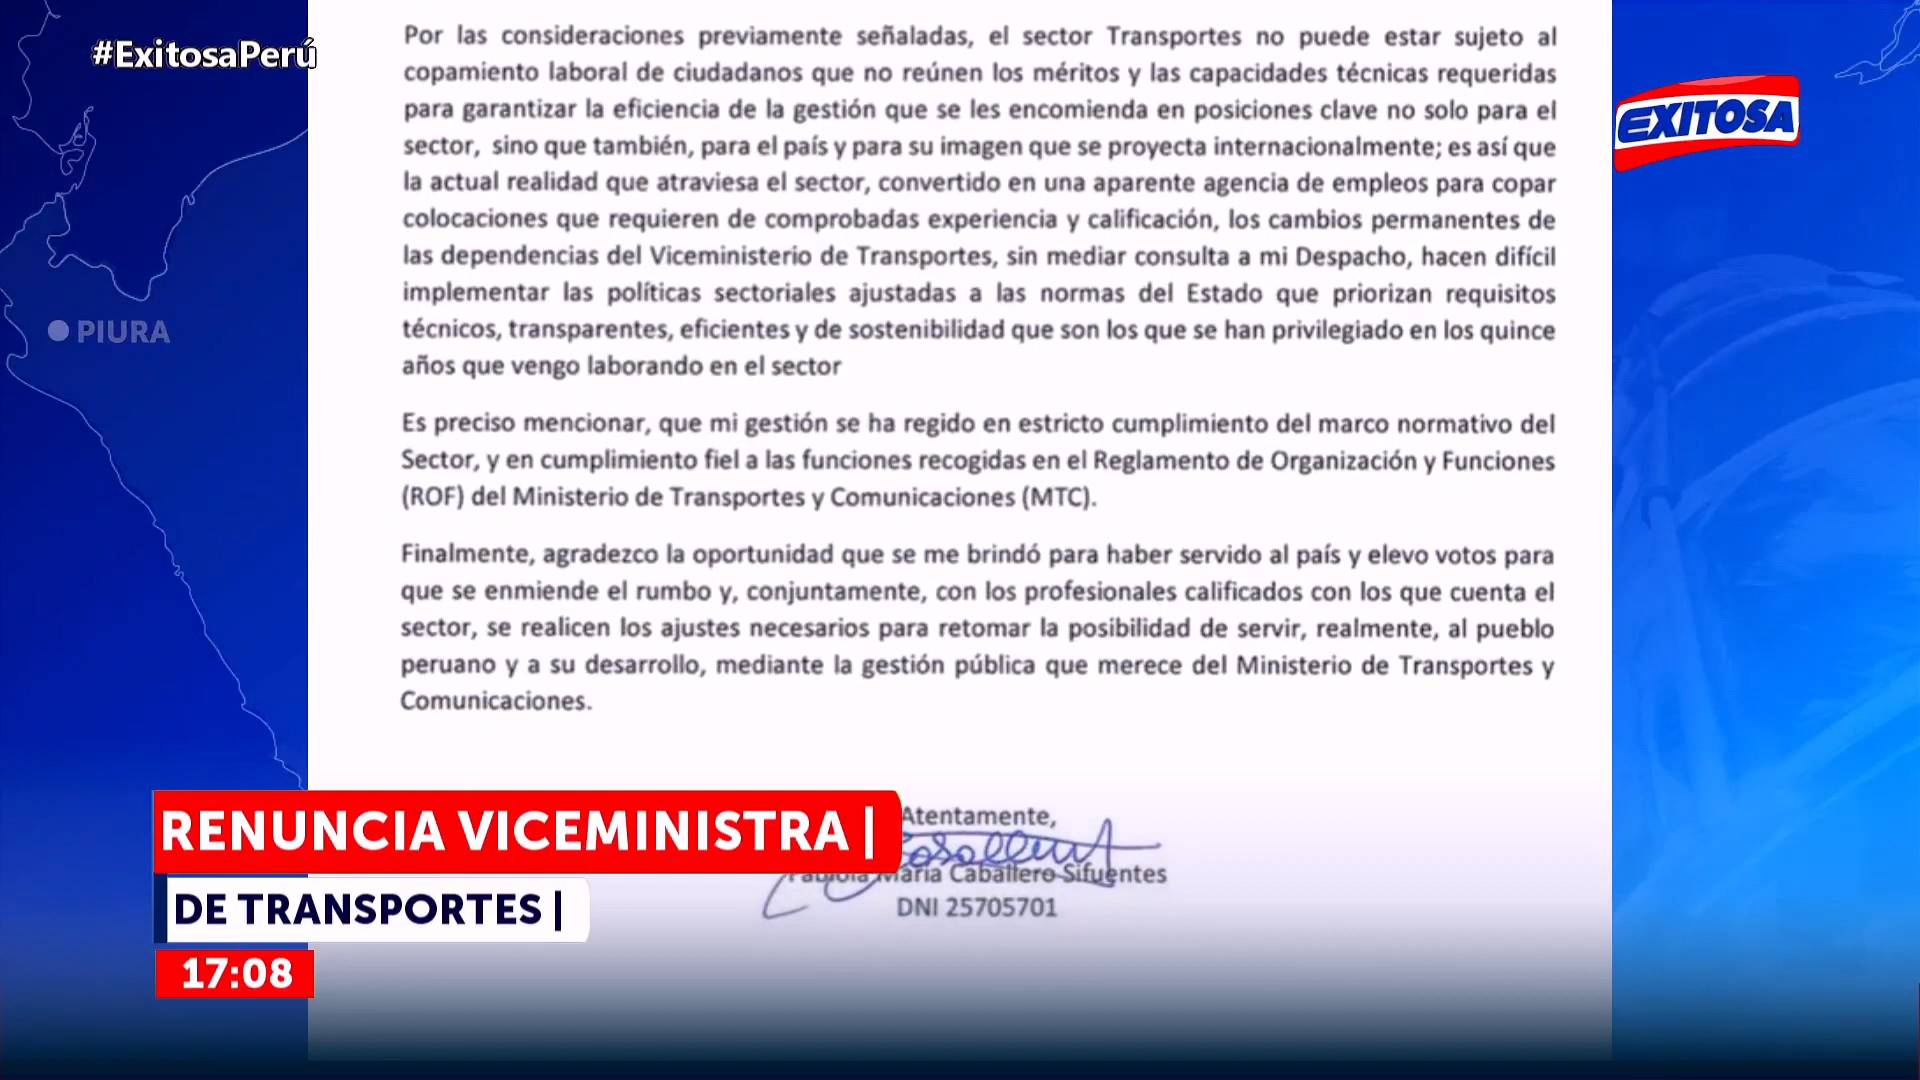 #ExitosaPerú
EXITOSA
PIURA
Por las consideraciones previamente señaladas, el sector Transportes no puede estar sujeto al
copamiento laboral de ciudadanos que no reúnen los méritos y las capacidades técnicas requeridas
para garantizar la eficiencia de la gestión que se les encomienda en posiciones clave no solo para el
sector, sino que también, para el país y para su imagen que se proyecta internacionalmente; es así que
la actual realidad que atraviesa el sector, convertido en una aparente agencia de empleos para copar
colocaciones que requieren de comprobadas experiencia y calificación, los cambios permanentes de
las dependencias del Viceministerio de Transportes, sin mediar consulta a mi Despacho, hacen difícil
implementar las políticas sectoriales ajustadas a las normas del Estado que priorizan requisitos
técnicos, transparentes, eficientes y de sostenibilidad que son los que se han privilegiado en los quince
años que vengo laborando en el sector
Es preciso mencionar, que mi gestión se ha regido en estricto cumplimiento del marco normativo del
Sector, y en cumplimiento fiel a las funciones recogidas en el Reglamento de Organización y Funciones
(ROF) del Ministerio de Transportes y Comunicaciones (MTC).
Finalmente, agradezco la oportunidad que se me brindó para haber servido al país y elevo votos para
que se enmiende el rumbo y, conjuntamente, con los profesionales calificados con los que cuenta el
sector, se realicen los ajustes necesarios para retomar la posibilidad de servir, realmente, al pueblo
peruano y a su desarrollo, mediante la gestión pública que merece del Ministerio de Transportes y
Comunicaciones.
Atentamente,
Fabiola María Caballero Sifuentes
DNI 25705701
RENUNCIA VICEMINISTRA |
DE TRANSPORTES |
17:08